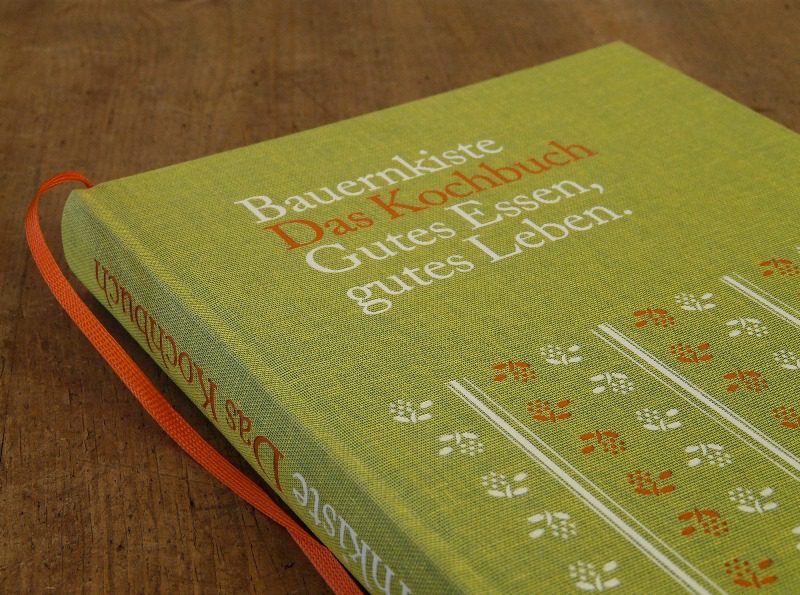 Bauernkiste
Das Kochbuch
Gutes Essen,
gutes Leben.
Das Kochbuch